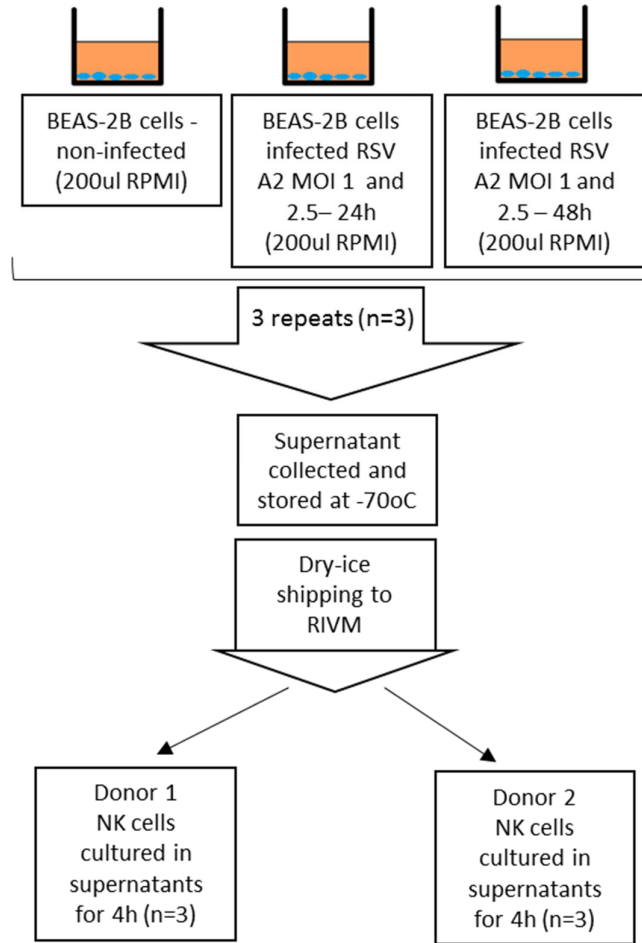 BEAS-2B cells -
non-infected
(200ul RPMI)
BEAS-2B cells
infected RSV
A2 MOI 1 and
2.5– 24h
(200ul RPMI)
BEAS-2B cells
infected RSV
A2 MOI 1 and
2.5 – 48h
(200ul RPMI)
3 repeats (n=3)
Supernatant
collected and
stored at -70oC
Dry-ice
shipping to
RIVM
Donor 1
NK cells
cultured in
supernatants
for 4h (n=3)
Donor 2
NK cells
cultured in
supernatants
for 4h (n=3)